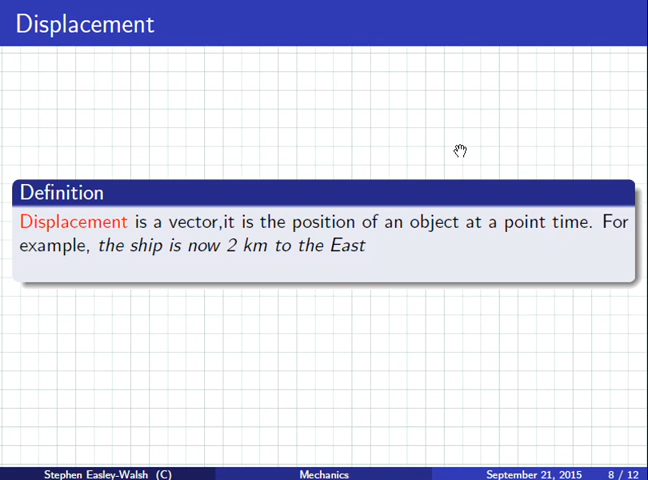 Displacement
Definition
Displacement is a vector,it is the position of an object at a point time. For
example, the ship is now 2 km to the East
Stephen Easley-Walsh (C)
Mechanics
September 21, 2015
8 / 12